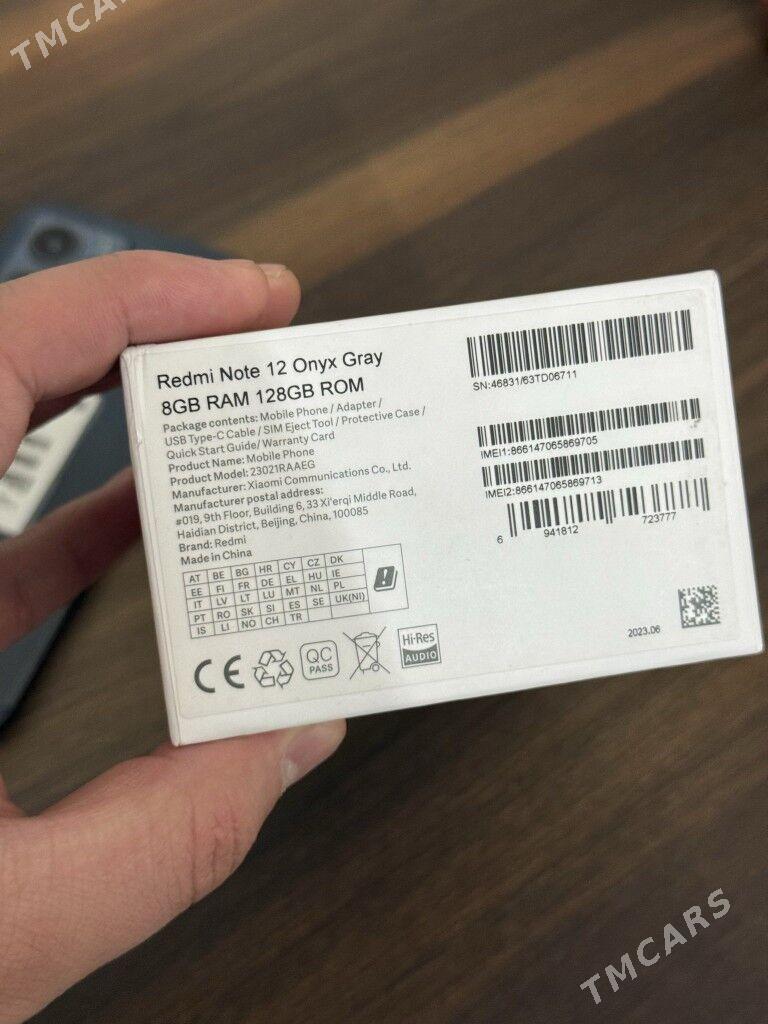 TMCARS
Redmi Note 12 Onyx Gray
8GB RAM 128GB ROM
Package contents: Mobile Phone / Adapter /
USB Type-C Cable / SIM Eject Tool / Protective Case /
Quick Start Guide/ Warranty Card
Product Name: Mobile Phone
Product Model: 23021RAAEG
Manufacturer: Xiaomi Communications Co., Ltd.
Manufacturer postal address:
#019, 9th Floor, Building 6, 33 Xi'erqi Middle Road,
Haidian District, Beijing, China, 100085
Brand: Redmi
Made in China
AT BE BG HR CY CZ DK
EE FI FR DE EL HU IE
IT LV LT LU MT NL PL
PT RO SK SI ES SE UK(NI)
IS LI NO CH TR
CE
QC
PASS
Hi-Res
AUDIO
SN:46831/63TD06711
IMEI1:866147065869705
IMEI2:866147065869713
6 941812 723777
2023.06
TMCARS